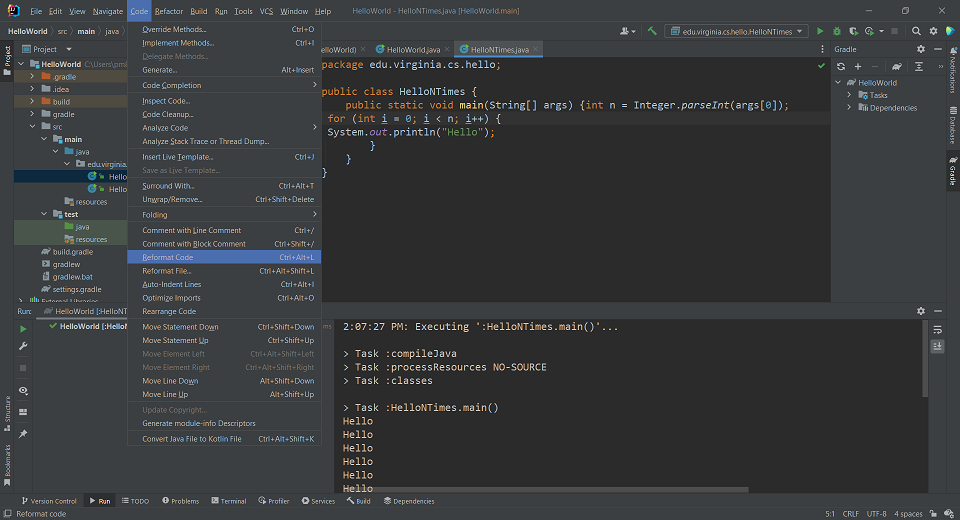 File Edit View Navigate Code Refactor Build Run Tools VCS Window Help HelloWorld - HelloNTimes.java [HelloWorld.main]
HelloWorld src main java edu.virginia.cs.hello.HelloNTimes
Project
HelloWorld) HelloWorld.java HelloNTimes.java
Gradle
Project
HelloWorld C:\Users\
.gradle
.idea
build
gradle
src
main
java
edu.virginia.
Hello
Hello
resources
test
java
resources
build.gradle
gradlew
gradlew.bat
settings.gradle
External Libraries
Override Methods... Ctrl+O
Implement Methods... Ctrl+I
Delegate Methods...
Generate... Alt+Insert
Code Completion
Inspect Code...
Code Cleanup...
Analyze Code
Analyze Stack Trace or Thread Dump...
Insert Live Template... Ctrl+J
Save as Live Template...
Surround With... Ctrl+Alt+T
Unwrap/Remove... Ctrl+Shift+Delete
Folding
Comment with Line Comment Ctrl+/
Comment with Block Comment Ctrl+Shift+/
Reformat Code Ctrl+Alt+L
Reformat File... Ctrl+Alt+Shift+L
Auto-Indent Lines Ctrl+Alt+I
Optimize Imports Ctrl+Alt+O
Rearrange Code
Move Statement Down Ctrl+Shift+Down
Move Statement Up Ctrl+Shift+Up
Move Element Left Ctrl+Alt+Shift+Left
Move Element Right Ctrl+Alt+Shift+Right
Move Line Down Alt+Shift+Down
Move Line Up Alt+Shift+Up
Update Copyright...
Generate module-info Descriptors
Convert Java File to Kotlin File Ctrl+Alt+Shift+K
package edu.virginia.cs.hello;
public class HelloNTimes {
public static void main(String[] args) {int n = Integer.parseInt(args[0]);
for (int i = 0; i < n; i++) {
System.out.println("Hello");
}
}
}
HelloWorld
Tasks
Dependencies
Notifications
Database
Gradle
Run: HelloWorld [:HelloNT
HelloWorld [:HelloN
ms
2:07:27 PM: Executing ':HelloNTimes.main()'...
> Task :compileJava
> Task :processResources NO-SOURCE
> Task :classes
> Task :HelloNTimes.main()
Hello
Hello
Hello
Hello
Hello
Hello
Structure
Bookmarks
Version Control Run TODO Problems Terminal Profiler Services Build Dependencies
Reformat code 5:1 CRLF UTF-8 4 spaces